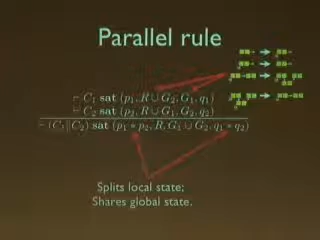 Parallel rule
⊢ C₁ sat (p₁, R ∪ G₂, G₁, q₁)
⊢ C₂ sat (p₂, R ∪ G₁, G₂, q₂)
⊢ (C₁∥C₂) sat (p₁ * p₂, R, G₁ ∪ G₂, q₁ * q₂)
Splits local state;
Shares global state.